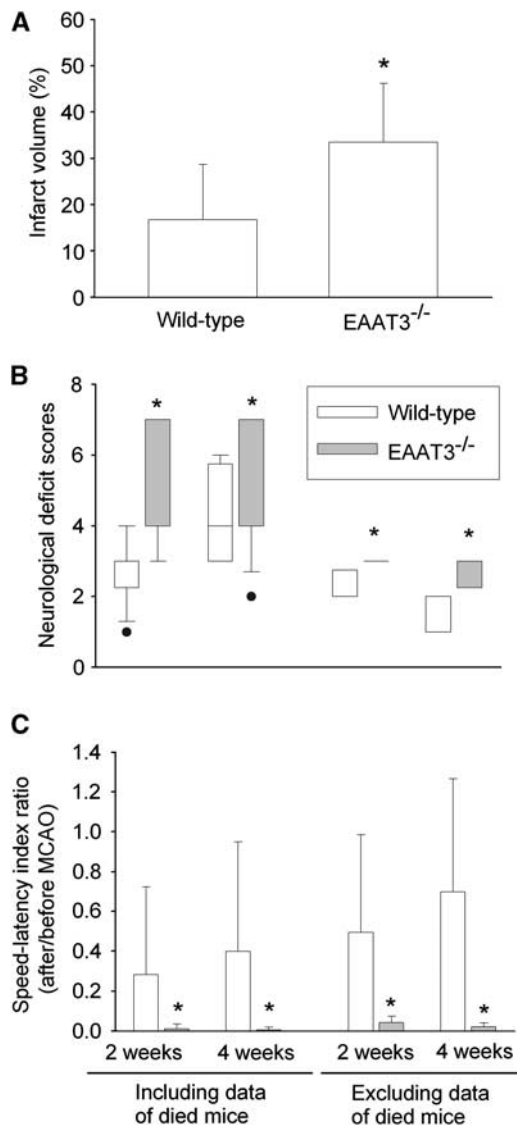 A
Infarct volume (%)
60
50
40
30
20
10
0
*
Wild-type
EAAT3-/-
B
Neurological deficit scores
8
6
4
2
0
* * * *
Wild-type
EAAT3-/-
C
Speed-latency index ratio
(after/before MCAO)
1.4
1.2
1.0
0.8
0.6
0.4
0.2
0.0
* * * *
2 weeks 4 weeks 2 weeks 4 weeks
Including data
of died mice
Excluding data
of died mice